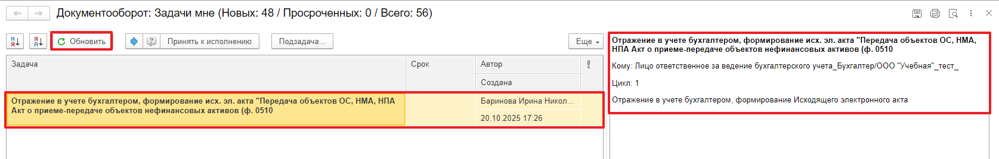 Документооборот: Задачи мне (Новых: 48 / Просроченных: 0 / Всего: 56)
А Я
Я А
Обновить
?
Принять к исполнению
Подзадача...
Еще
Задача
Срок
Автор
Создана
Отражение в учете бухгалтером, формирование исх. эл. акта "Передача объектов ОС, НМА, НПА
Акт о приеме-передаче объектов нефинансовых активов (ф. 0510
Баринова Ирина Никол...
20.10.2025 17:26
Отражение в учете бухгалтером, формирование исх. эл. акта "Передача объектов ОС, НМА,
НПА Акт о приеме-передаче объектов нефинансовых активов (ф. 0510
Кому: Лицо ответственное за ведение бухгалтерского учета_Бухгалтер/ООО "Учебная"_тест_
Цикл: 1
Отражение в учете бухгалтером, формирование Исходящего электронного акта